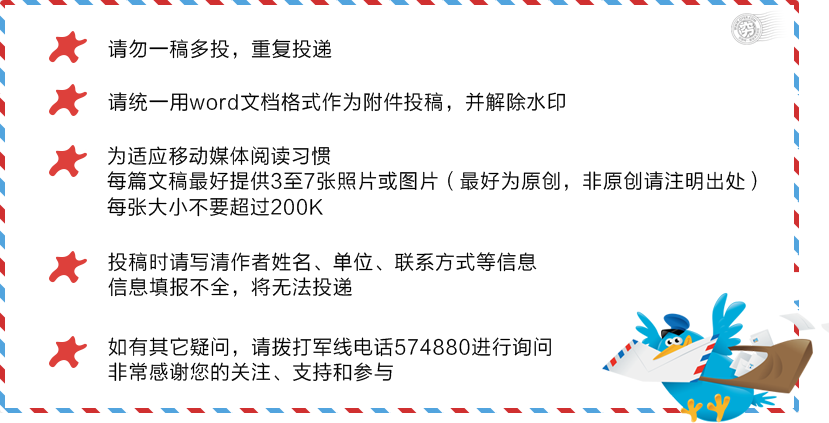 请勿一稿多投，重复投递
请统一用word文档格式作为附件投稿，并解除水印
为适应移动媒体阅读习惯
每篇文稿最好提供3至7张照片或图片（最好为原创，非原创请注明出处）
每张大小不要超过200K
投稿时请写清作者姓名、单位、联系方式等信息
信息填报不全，将无法投递
如有其它疑问，请拨打军线电话574880进行询问
非常感谢您的关注、支持和参与